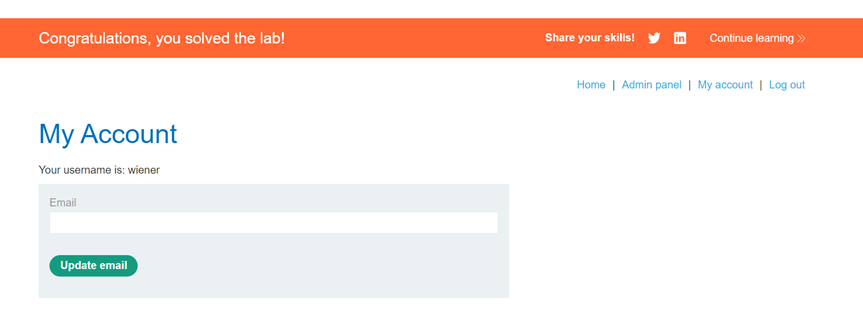 Congratulations, you solved the lab! Share your skills! in Continue learning >>
Home | Admin panel | My account | Log out
My Account
Your username is: wiener
Email
Update email